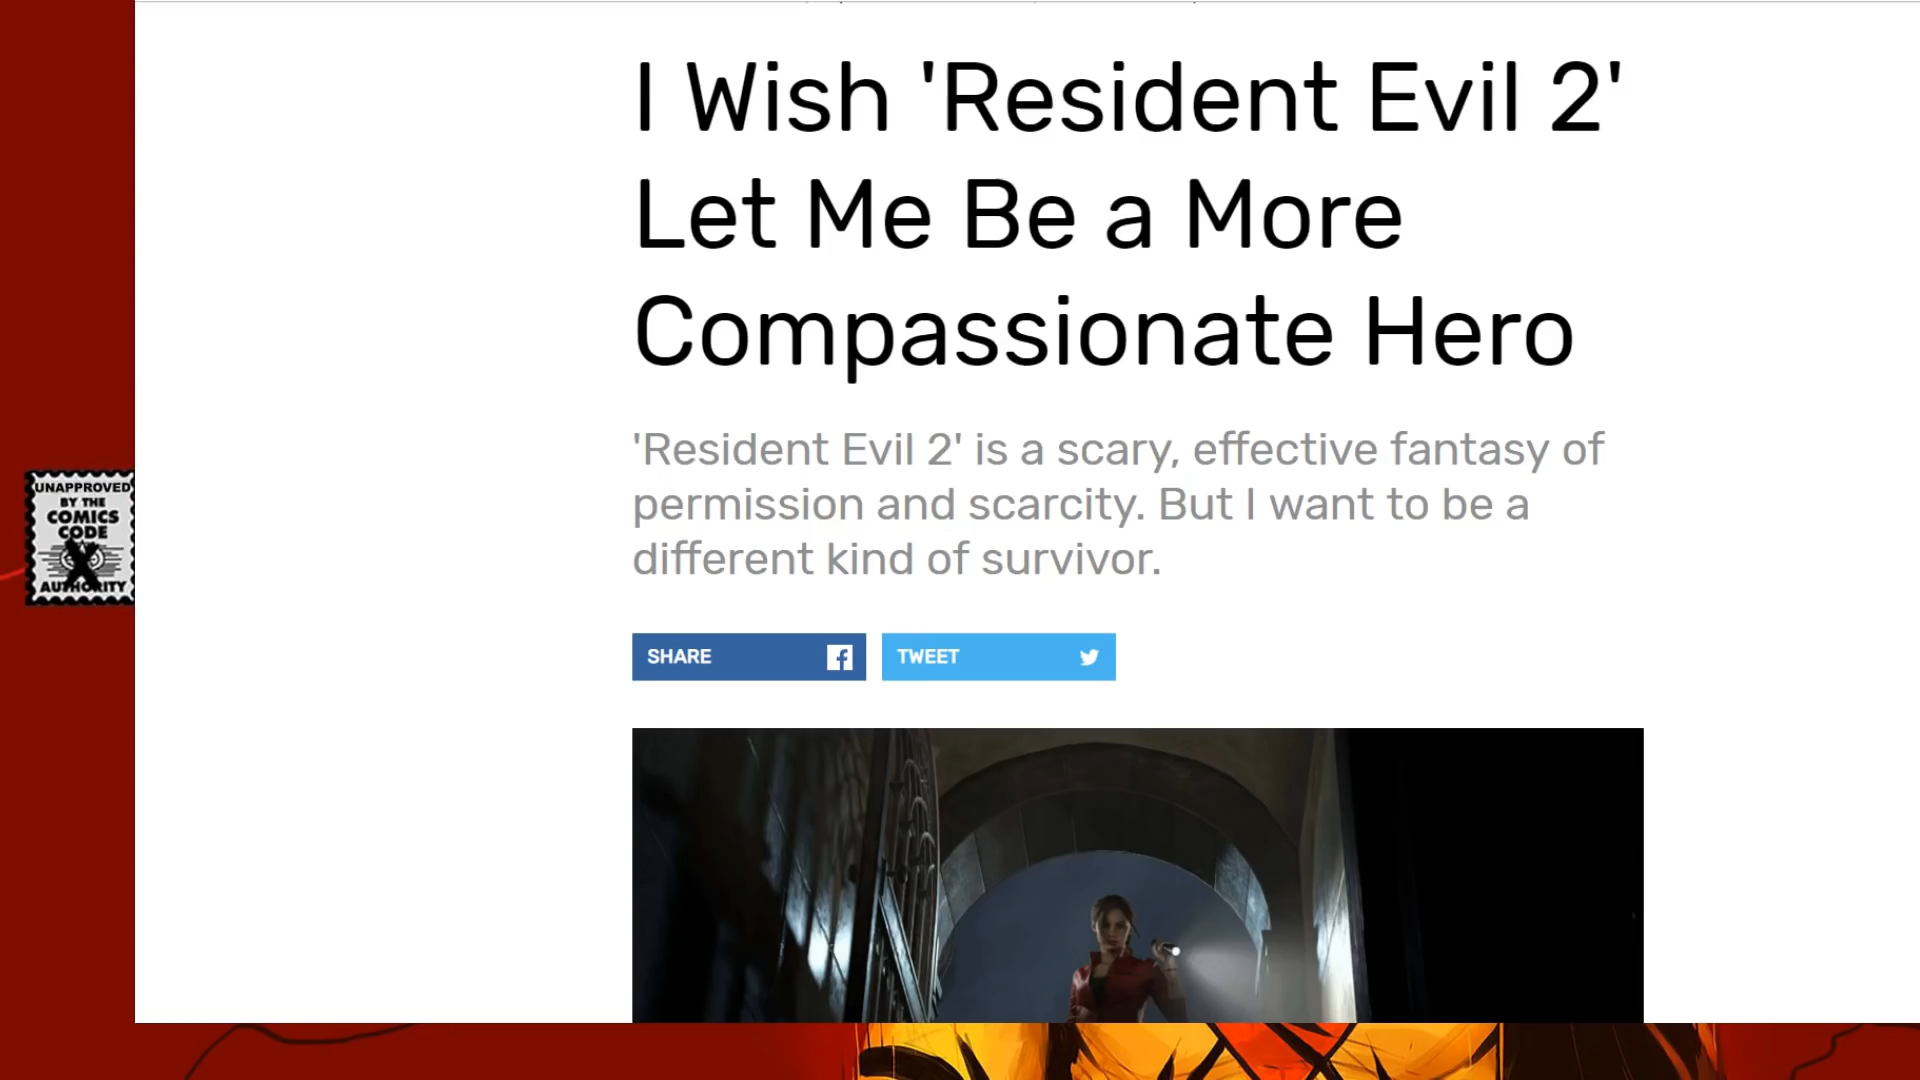 I Wish 'Resident Evil 2'
Let Me Be a More
Compassionate Hero
'Resident Evil 2' is a scary, effective fantasy of
permission and scarcity. But I want to be a
different kind of survivor.
SHARE
TWEET
UNAPPROVED
BY THE
COMICS
CODE
AUTHORITY